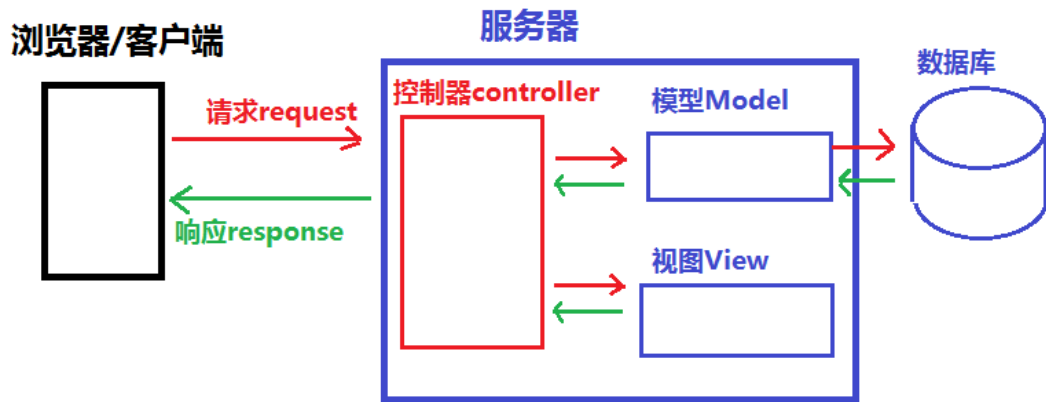 浏览器/客户端
服务器
数据库
请求request
控制器controller
模型Model
响应response
视图View